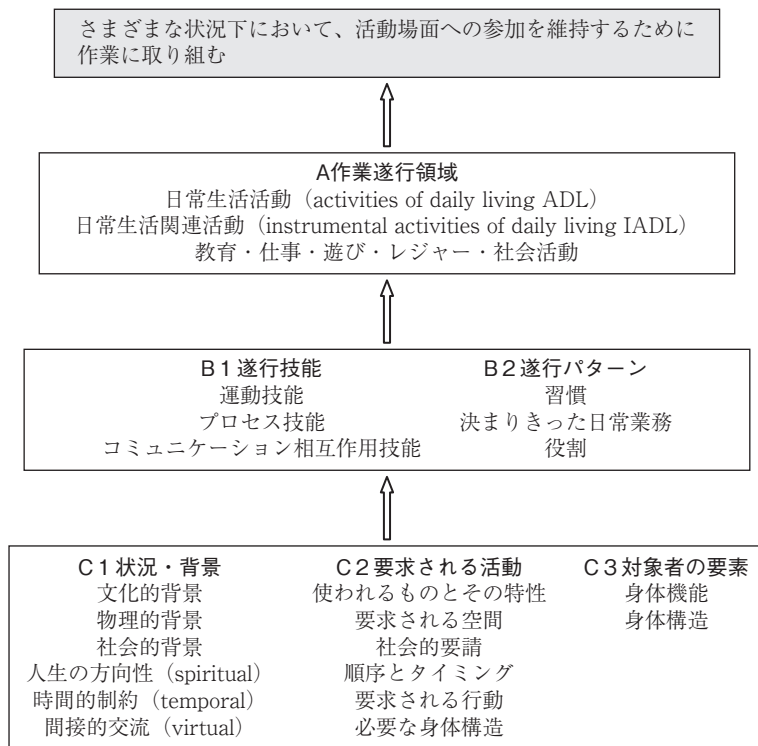 さまざまな状況下において、活動場面への参加を維持するために
作業に取り組む
A作業遂行領域
日常生活活動（activities of daily living ADL）
日常生活関連活動（instrumental activities of daily living IADL）
教育・仕事・遊び・レジャー・社会活動
B1遂行技能
運動技能
プロセス技能
コミュニケーション相互作用技能
B2遂行パターン
習慣
決まりきった日常業務
役割
C1状況・背景
文化的背景
物理的背景
社会的背景
人生の方向性（spiritual）
時間的制約（temporal）
間接的交流（virtual）
C2要求される活動
使われるものとその特性
要求される空間
社会的要請
順序とタイミング
要求される行動
必要な身体構造
C3対象者の要素
身体機能
身体構造